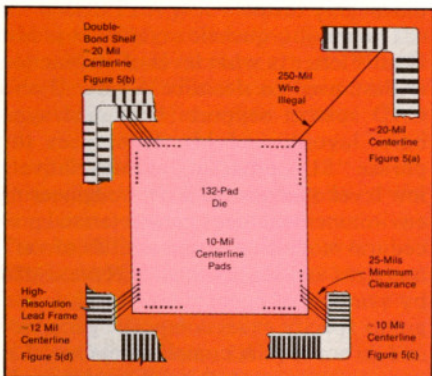 Double-
Bond Shelf
~20 Mil
Centerline
Figure 5(b)
250-Mil
Wire
Illegal
~20-Mil
Centerline
Figure 5(a)
132-Pad
Die
10-Mil
Centerline
Pads
25-Mils
Minimum
Clearance
High-
Resolution
Lead Frame
~12 Mil
Centerline
Figure 5(d)
~10 Mil
Centerline
Figure 5(c)